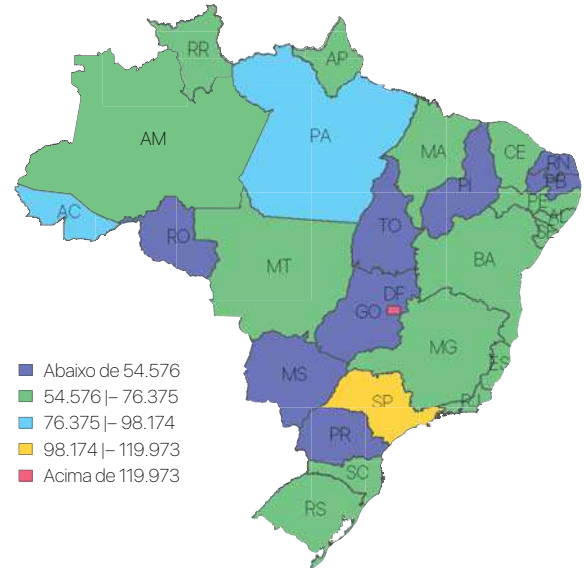 RR
AP
AM
PA
MA
CE
RN
PB
PI
PE
AL
SE
AC
RO
TO
BA
MT
DF
GO
MG
ES
MS
SP
RJ
PR
SC
RS
Abaixo de 54.576
54.576 |– 76.375
76.375 |– 98.174
98.174 |– 119.973
Acima de 119.973